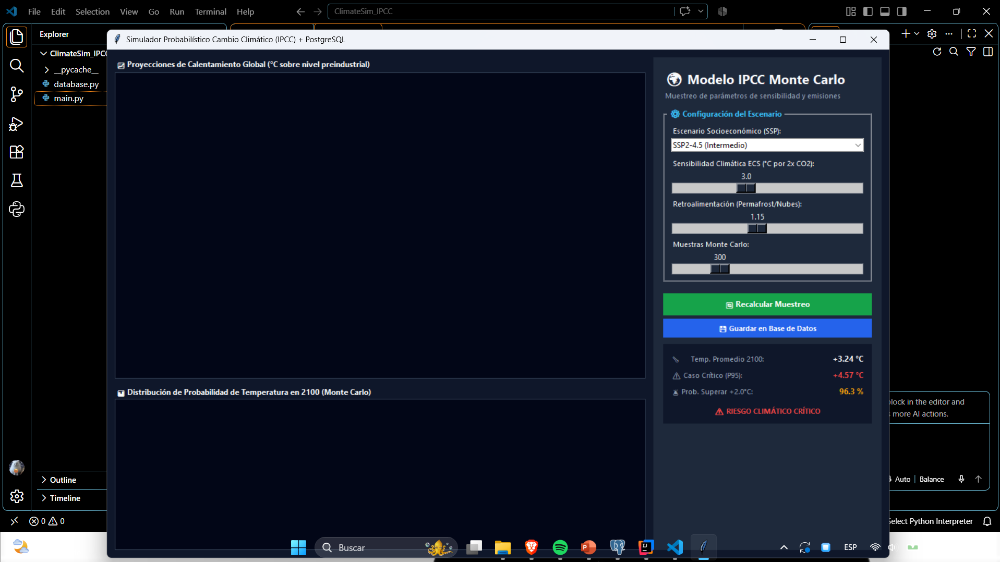 File Edit Selection View Go Run Terminal Help
ClimateSim_IPCC
Explorer
ClimateSim_IPC
__pycache__
database.py
main.py
Outline
Timeline
0 0
Simulador Probabilístico Cambio Climático (IPCC) + PostgreSQL
Proyecciones de Calentamiento Global (°C sobre nivel preindustrial)
Distribución de Probabilidad de Temperatura en 2100 (Monte Carlo)
Modelo IPCC Monte Carlo
Muestreo de parámetros de sensibilidad y emisiones
Configuración del Escenario
Escenario Socioeconómico (SSP):
SSP2-4.5 (Intermedio)
Sensibilidad Climática ECS (°C por 2x CO2):
3.0
Retroalimentación (Permafrost/Nubes):
1.15
Muestras Monte Carlo:
300
Recalcular Muestreo
Guardar en Base de Datos
Temp. Promedio 2100: +3.24 °C
Caso Crítico (P95): +4.57 °C
Prob. Superar +2.0°C: 96.3 %
RIESGO CLIMÁTICO CRÍTICO
lock in the editor and
more AI actions.
Auto Balance
elect Python Interpreter
Buscar
ESP